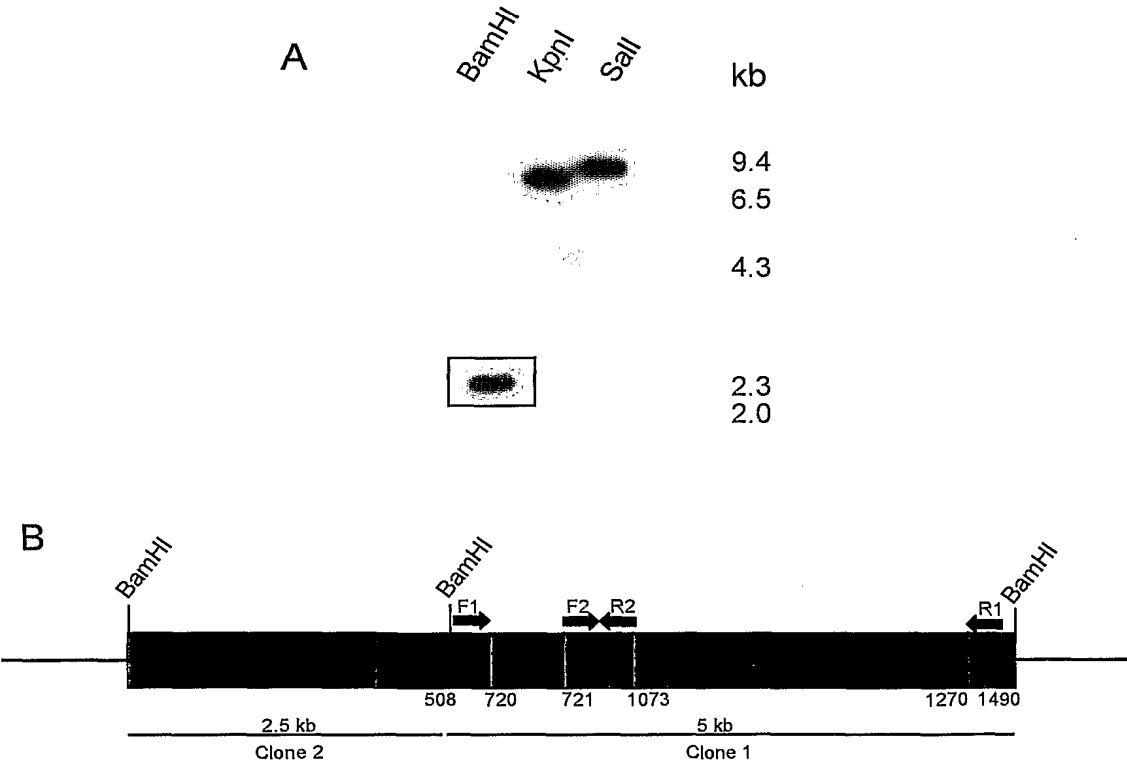 A
BamHI KpnI SalI
kb
9.4
6.5
4.3
2.3
2.0
B
BamHI BamHI BamHI
F1 F2 R2 R1
508 720 721 1073 1270 1490
2.5 kb 5 kb
Clone 2 Clone 1